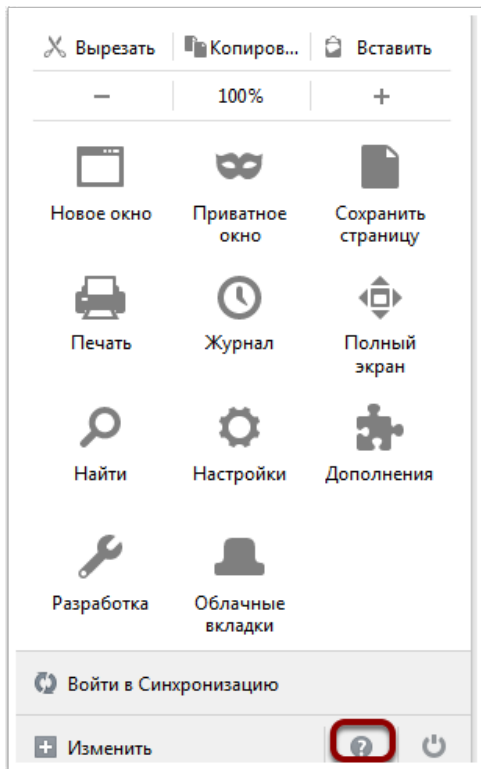 Вырезать Копиров... Вставить
− 100% +
Новое окно Приватное окно Сохранить страницу
Печать Журнал Полный экран
Найти Настройки Дополнения
Разработка Облачные вкладки
Войти в Синхронизацию
Изменить